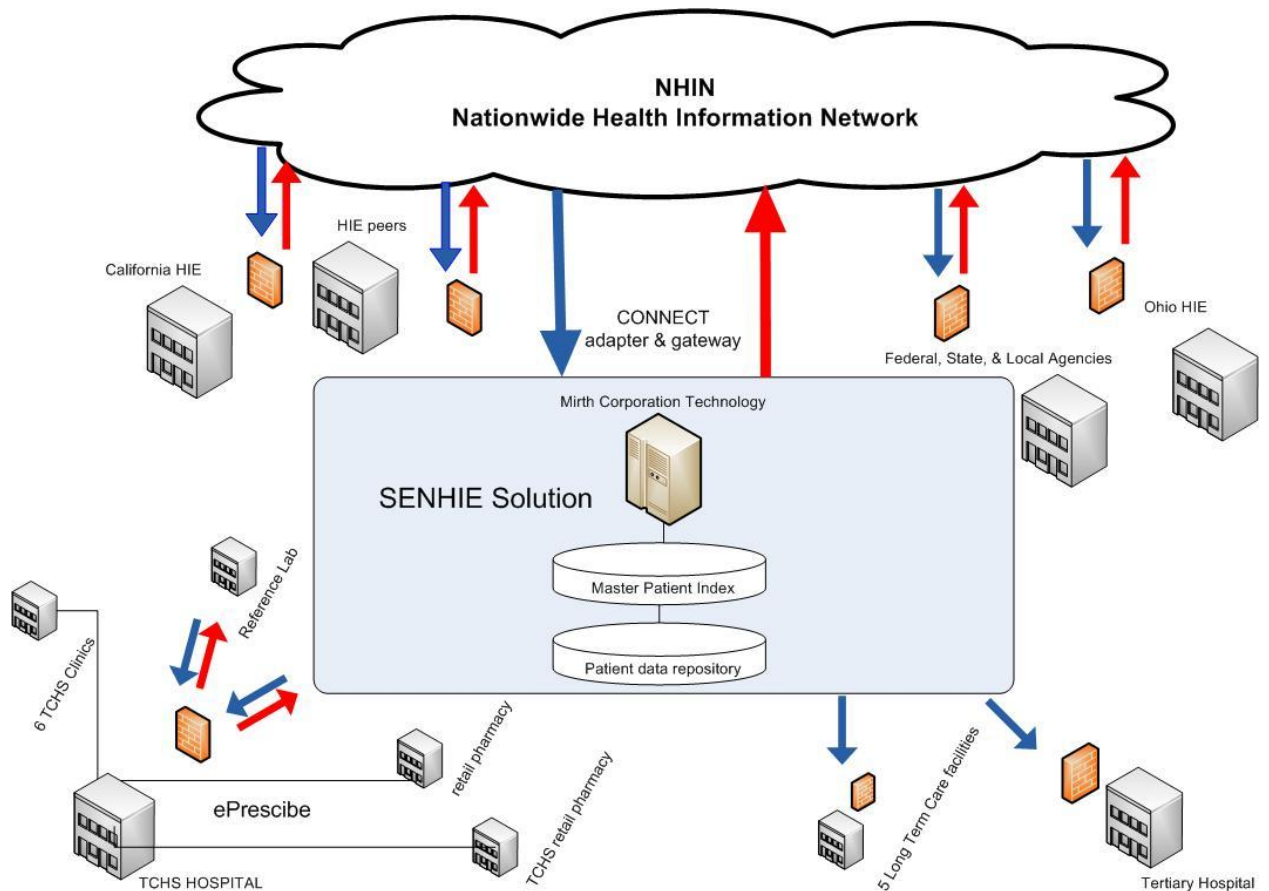 NHIN
Nationwide Health Information Network
HIE peers
California HIE
CONNECT
adapter & gateway
Ohio HIE
Federal, State, & Local Agencies
Mirth Corporation Technology
SENHIE Solution
Master Patient Index
Patient data repository
Reference Lab
6 TCHS Clinics
retail pharmacy
TCHS retail pharmacy
ePrescibe
TCHS HOSPITAL
5 Long Term Care facilities
Tertiary Hospital